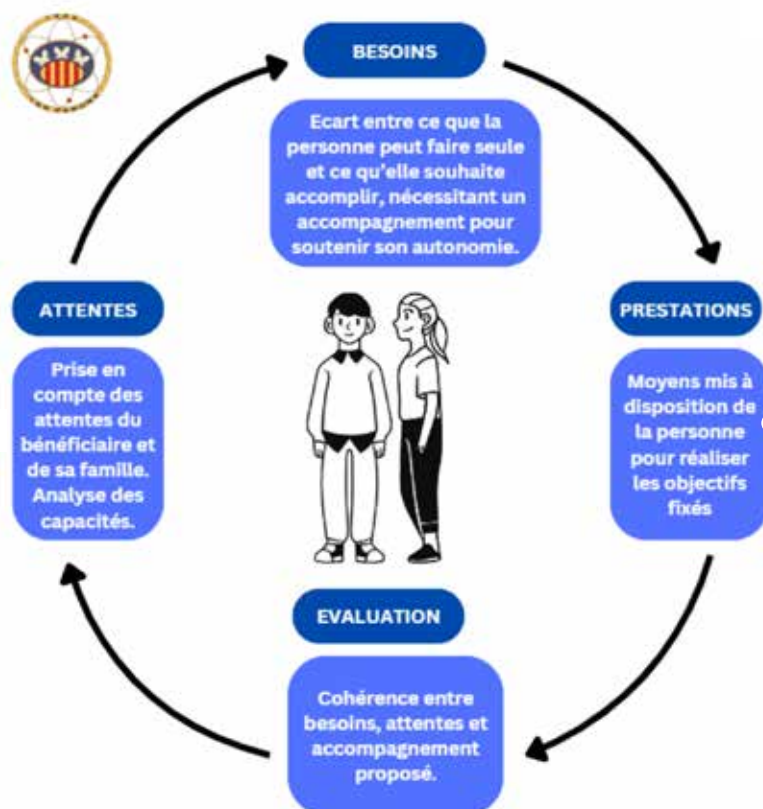 BESOINS
Ecart entre ce que la
personne peut faire seule
et ce qu'elle souhaite
accomplir, nécessitant un
accompagnement pour
soutenir son autonomie.
PRESTATIONS
Moyens mis à
disposition de
la personne
pour réaliser
les objectifs
fixés
EVALUATION
Cohérence entre
besoins, attentes et
accompagnement
proposé.
ATTENTES
Prise en
compte des
attentes du
bénéficiaire et
de sa famille.
Analyse des
capacités.